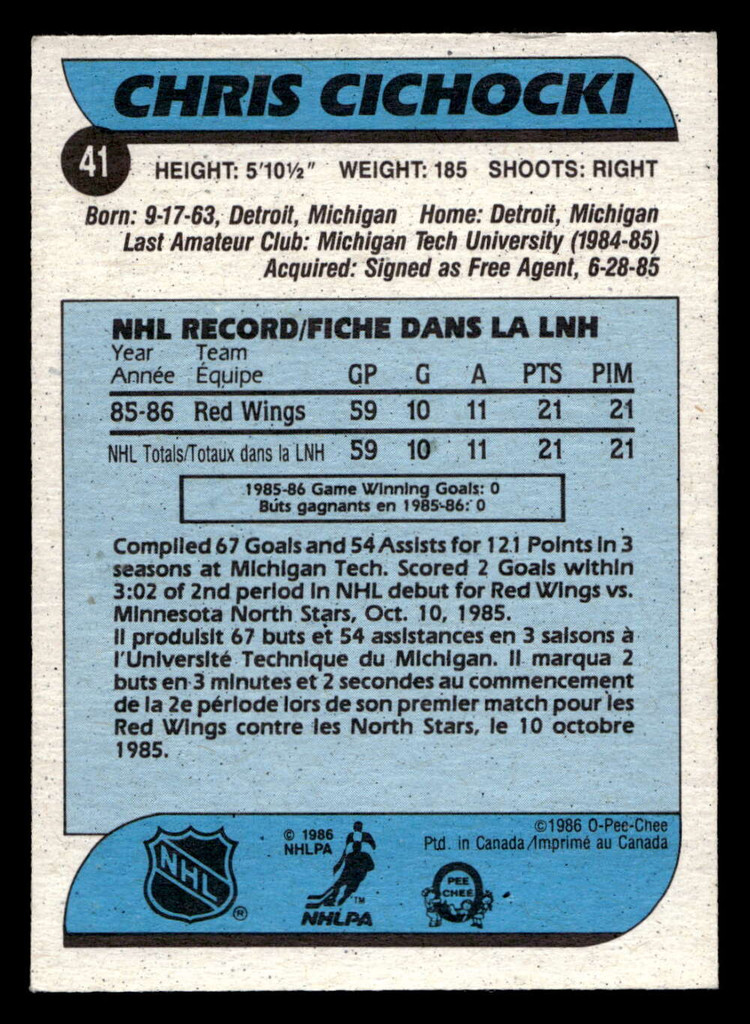 CHRIS CICHOCKI
41
HEIGHT: 5'10½" WEIGHT: 185 SHOOTS: RIGHT
Born: 9-17-63, Detroit, Michigan Home: Detroit, Michigan
Last Amateur Club: Michigan Tech University (1984-85)
Acquired: Signed as Free Agent, 6-28-85
NHL RECORD/FICHE DANS LA LNH
Year Team
Année Équipe GP G A PTS PIM
85-86 Red Wings 59 10 11 21 21
NHL Totals/Totaux dans la LNH 59 10 11 21 21
1985-86 Game Winning Goals: 0
Buts gagnants en 1985-86: 0
Compiled 67 Goals and 54 Assists for 121 Points in 3
seasons at Michigan Tech. Scored 2 Goals within
3:02 of 2nd period in NHL debut for Red Wings vs.
Minnesota North Stars, Oct. 10, 1985.
Il produisit 67 buts et 54 assistances en 3 saisons à
l'Université Technique du Michigan. Il marqua 2
buts en 3 minutes et 2 secondes au commencement
de la 2e période lors de son premier match pour les
Red Wings contre les North Stars, le 10 octobre
1985.
©1986 O-Pee-Chee
Ptd. in Canada/Imprimé au Canada
© 1986
NHLPA
NHL
®
TM
NHLPA
PEE
CHEE